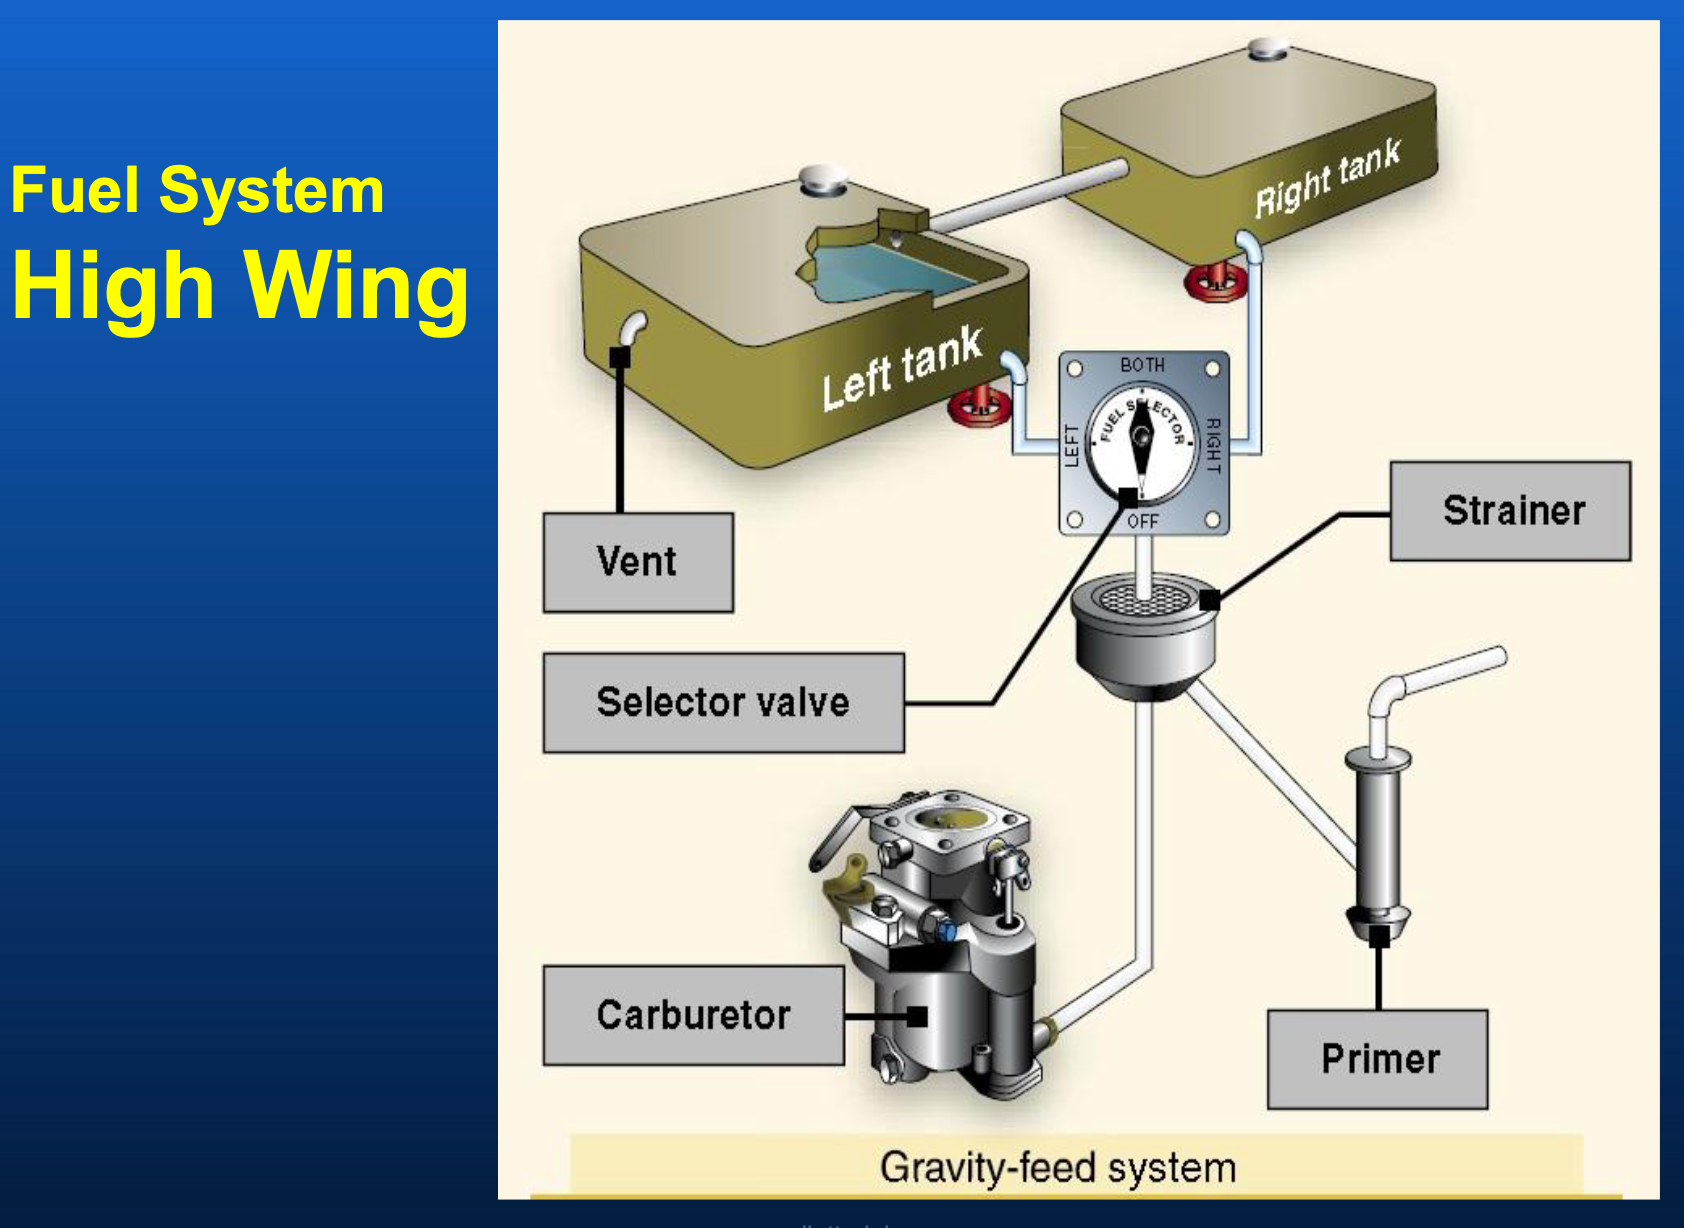 Fuel System
High Wing
Right tank
Left tank
BOTH
FUEL SELECTOR
LEFT
RIGHT
OFF
Strainer
Vent
Selector valve
Carburetor
Primer
Gravity-feed system